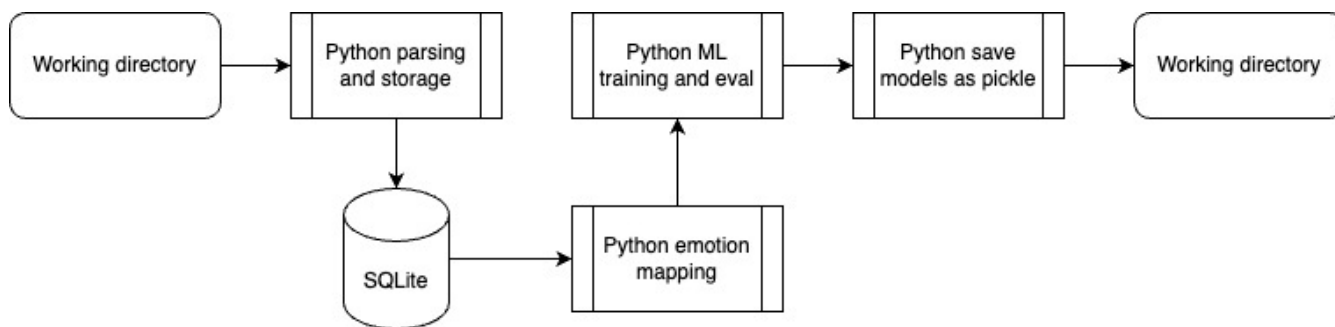 Working directory
Python parsing
and storage
Python ML
training and eval
Python save
models as pickle
Working directory
SQLite
Python emotion
mapping